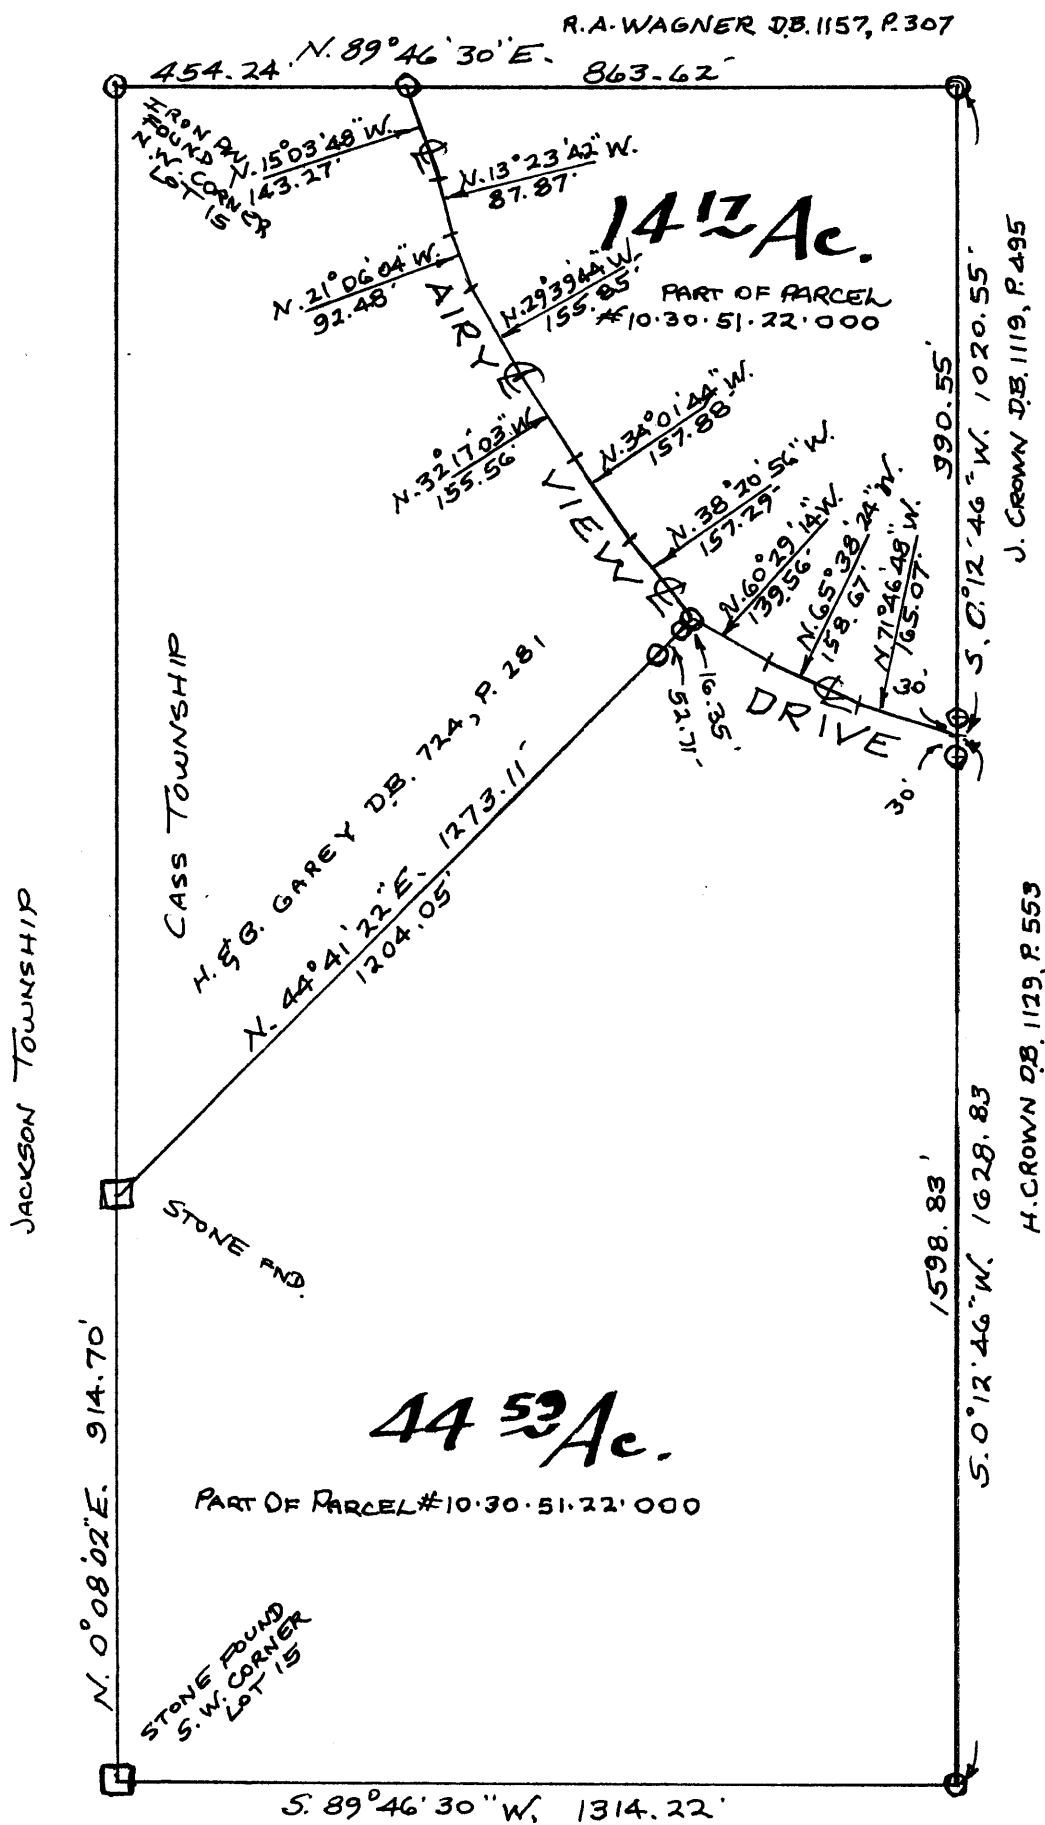 R.A. WAGNER D.B. 1157, P. 307
N. 89° 46' 30" E.
454.24' 863.62'
IRON PIN
FOUND
N.W. CORNER
LOT 15
N. 15° 03' 48" W.
143.27'
N. 13° 23' 42" W.
87.87'
14 17 Ac.
PART OF PARCEL
#10.30.51.22.000
N. 21° 06' 04" W.
92.48'
N. 29° 39' 44" W.
155.85'
AIRY VIEW DRIVE
N. 32° 17' 03" W.
155.56'
N. 34° 01' 44" W.
157.88'
N. 38° 20' 56" W.
157.29'
N. 60° 29' 14" W.
139.56'
N. 65° 38' 24" W.
158.67'
N. 71° 46' 48" W.
165.07'
30'
30'
16.35'
52.71'
990.55'
S. 0° 12' 46" W. 1020.55'
J. CROWN D.B. 1119, P. 495
CASS TOWNSHIP
JACKSON TOWNSHIP
H. & B. GAREY D.B. 724, P. 281
N. 44° 41' 22" E. 1273.11'
1204.05'
STONE FND.
1598.83'
S. 0° 12' 46" W. 1628.83
H. CROWN D.B. 1129, P. 553
N. 0° 08' 02" E. 914.70'
44 59 Ac.
PART OF PARCEL #10.30.51.22.000
STONE FOUND
S.W. CORNER
LOT 15
S. 89° 46' 30" W, 1314.22'